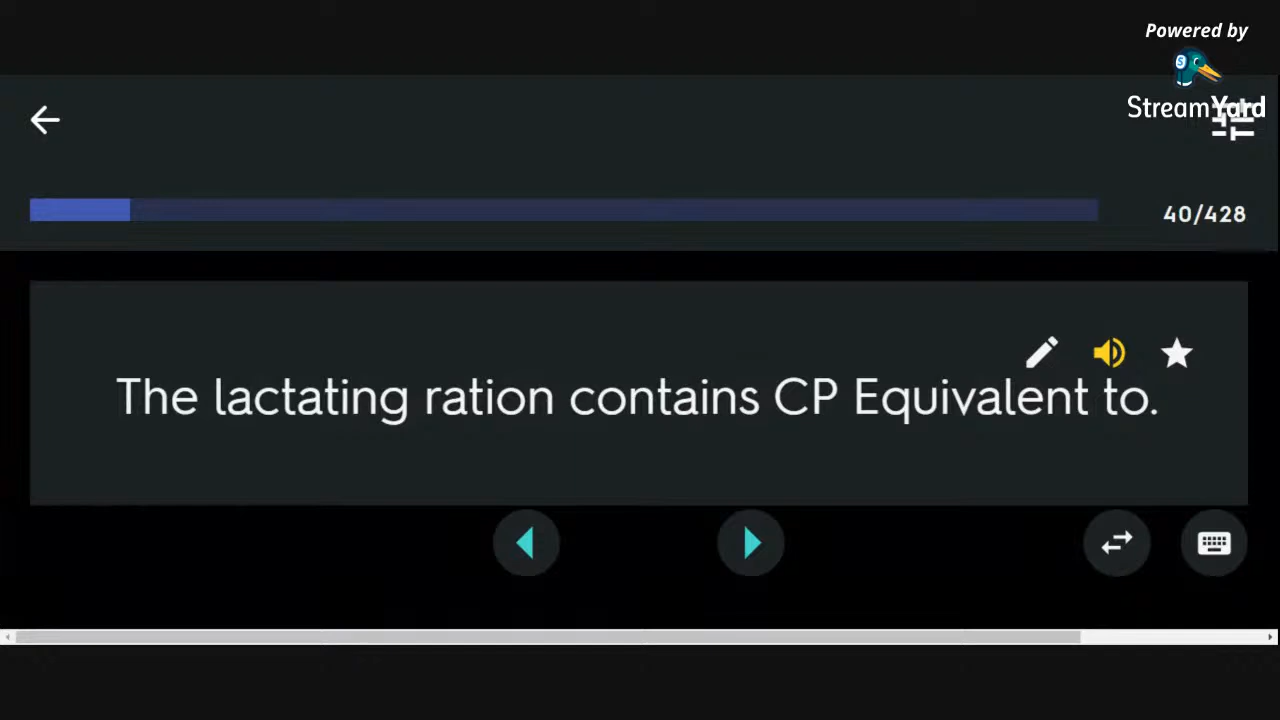 Powered by
StreamYard
40/428
The lactating ration contains CP Equivalent to.